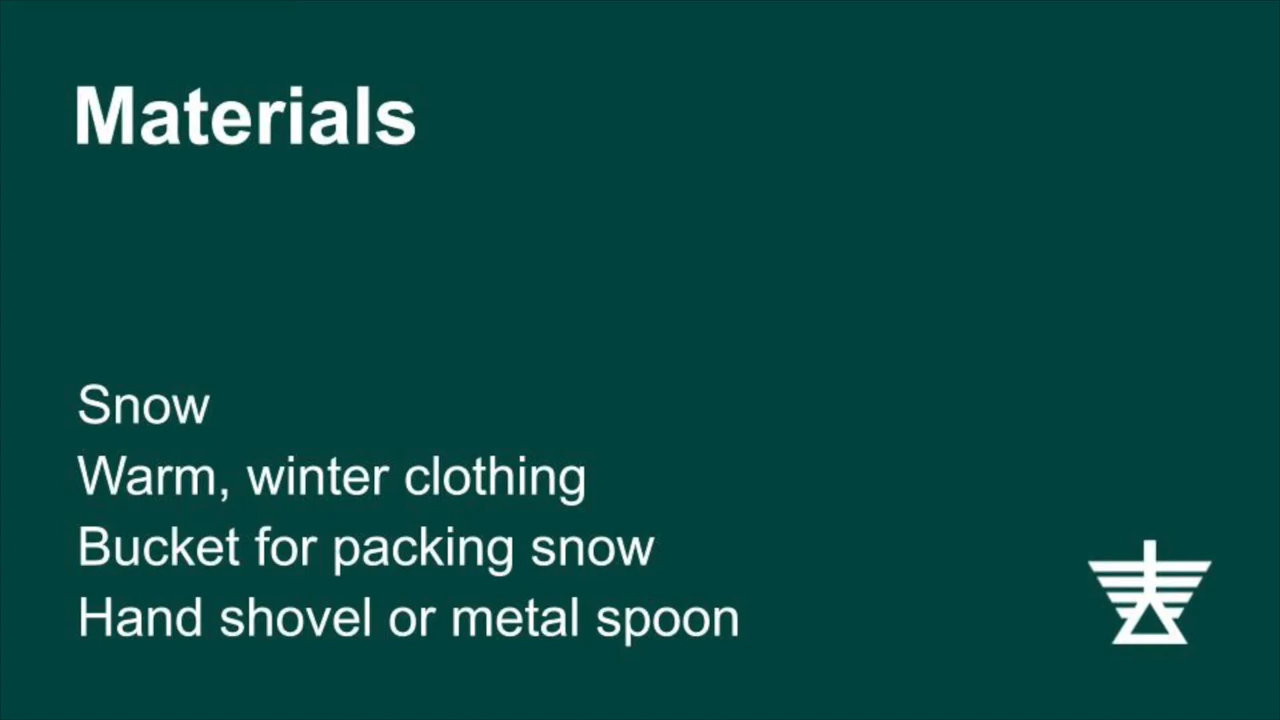 Materials
Snow
Warm, winter clothing
Bucket for packing snow
Hand shovel or metal spoon